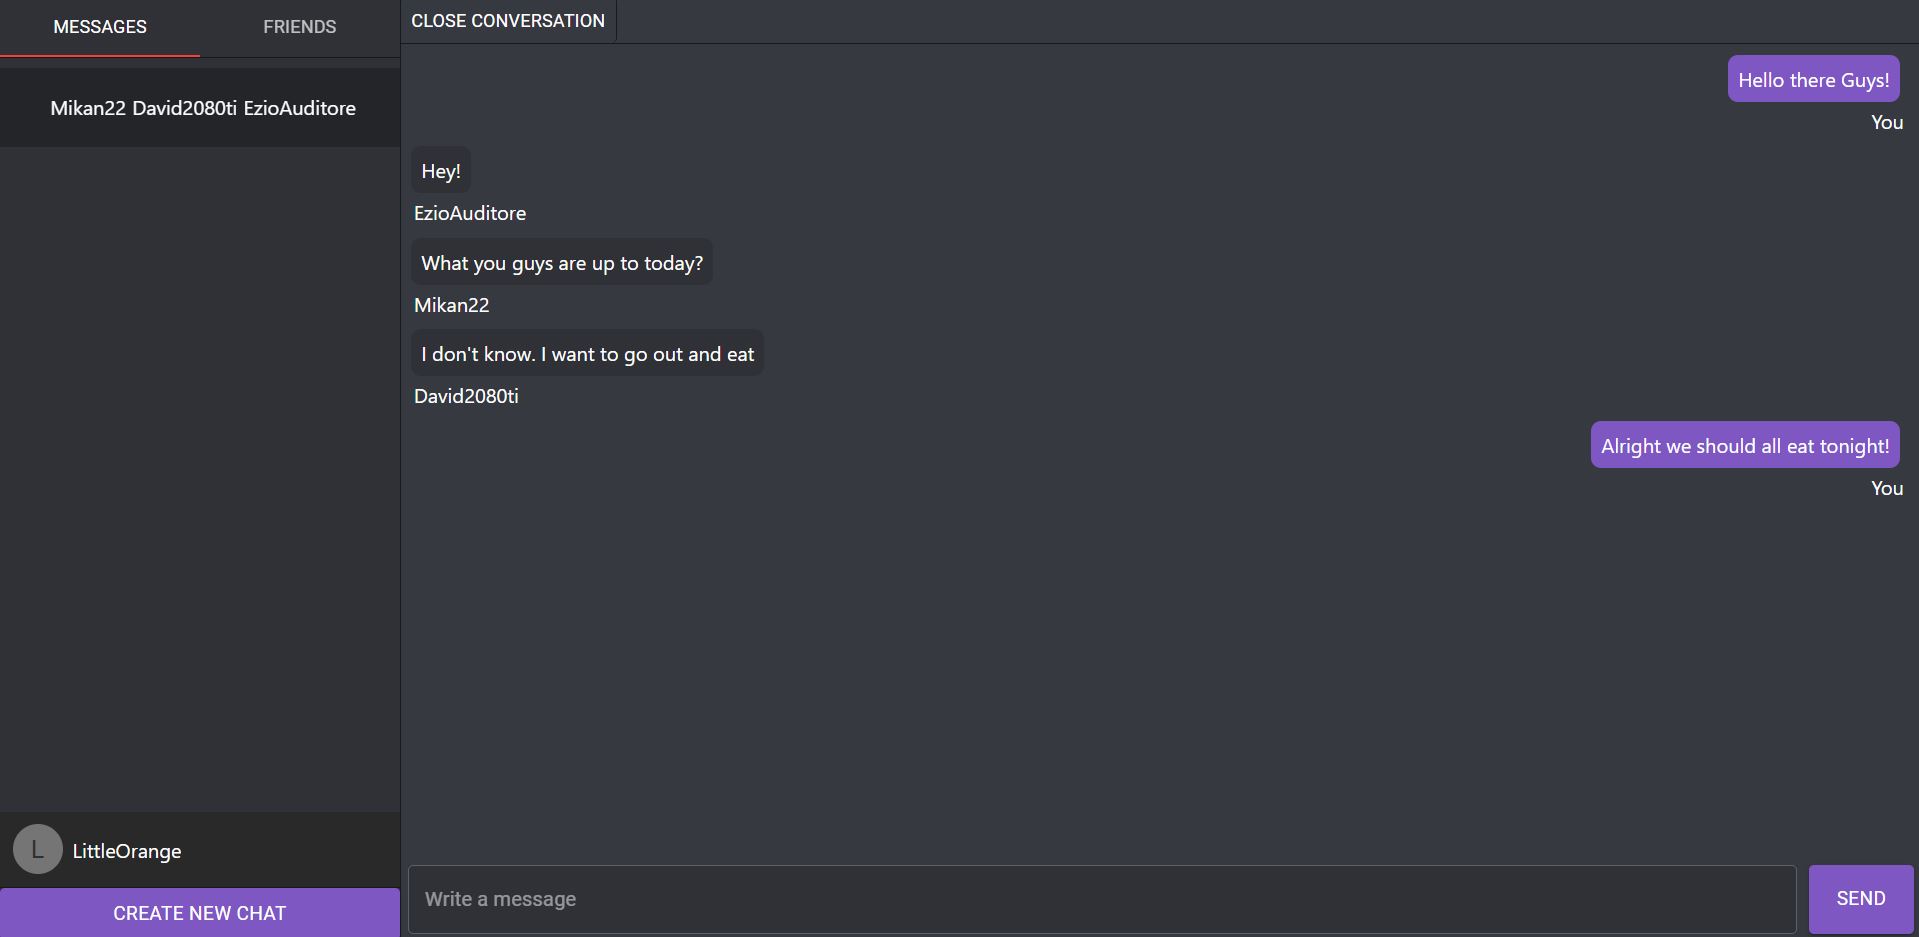 MESSAGES
FRIENDS
Mikan22 David2080ti EzioAuditore
L
LittleOrange
CREATE NEW CHAT
CLOSE CONVERSATION
Hello there Guys!
You
Hey!
EzioAuditore
What you guys are up to today?
Mikan22
I don't know. I want to go out and eat
David2080ti
Alright we should all eat tonight!
You
Write a message
SEND